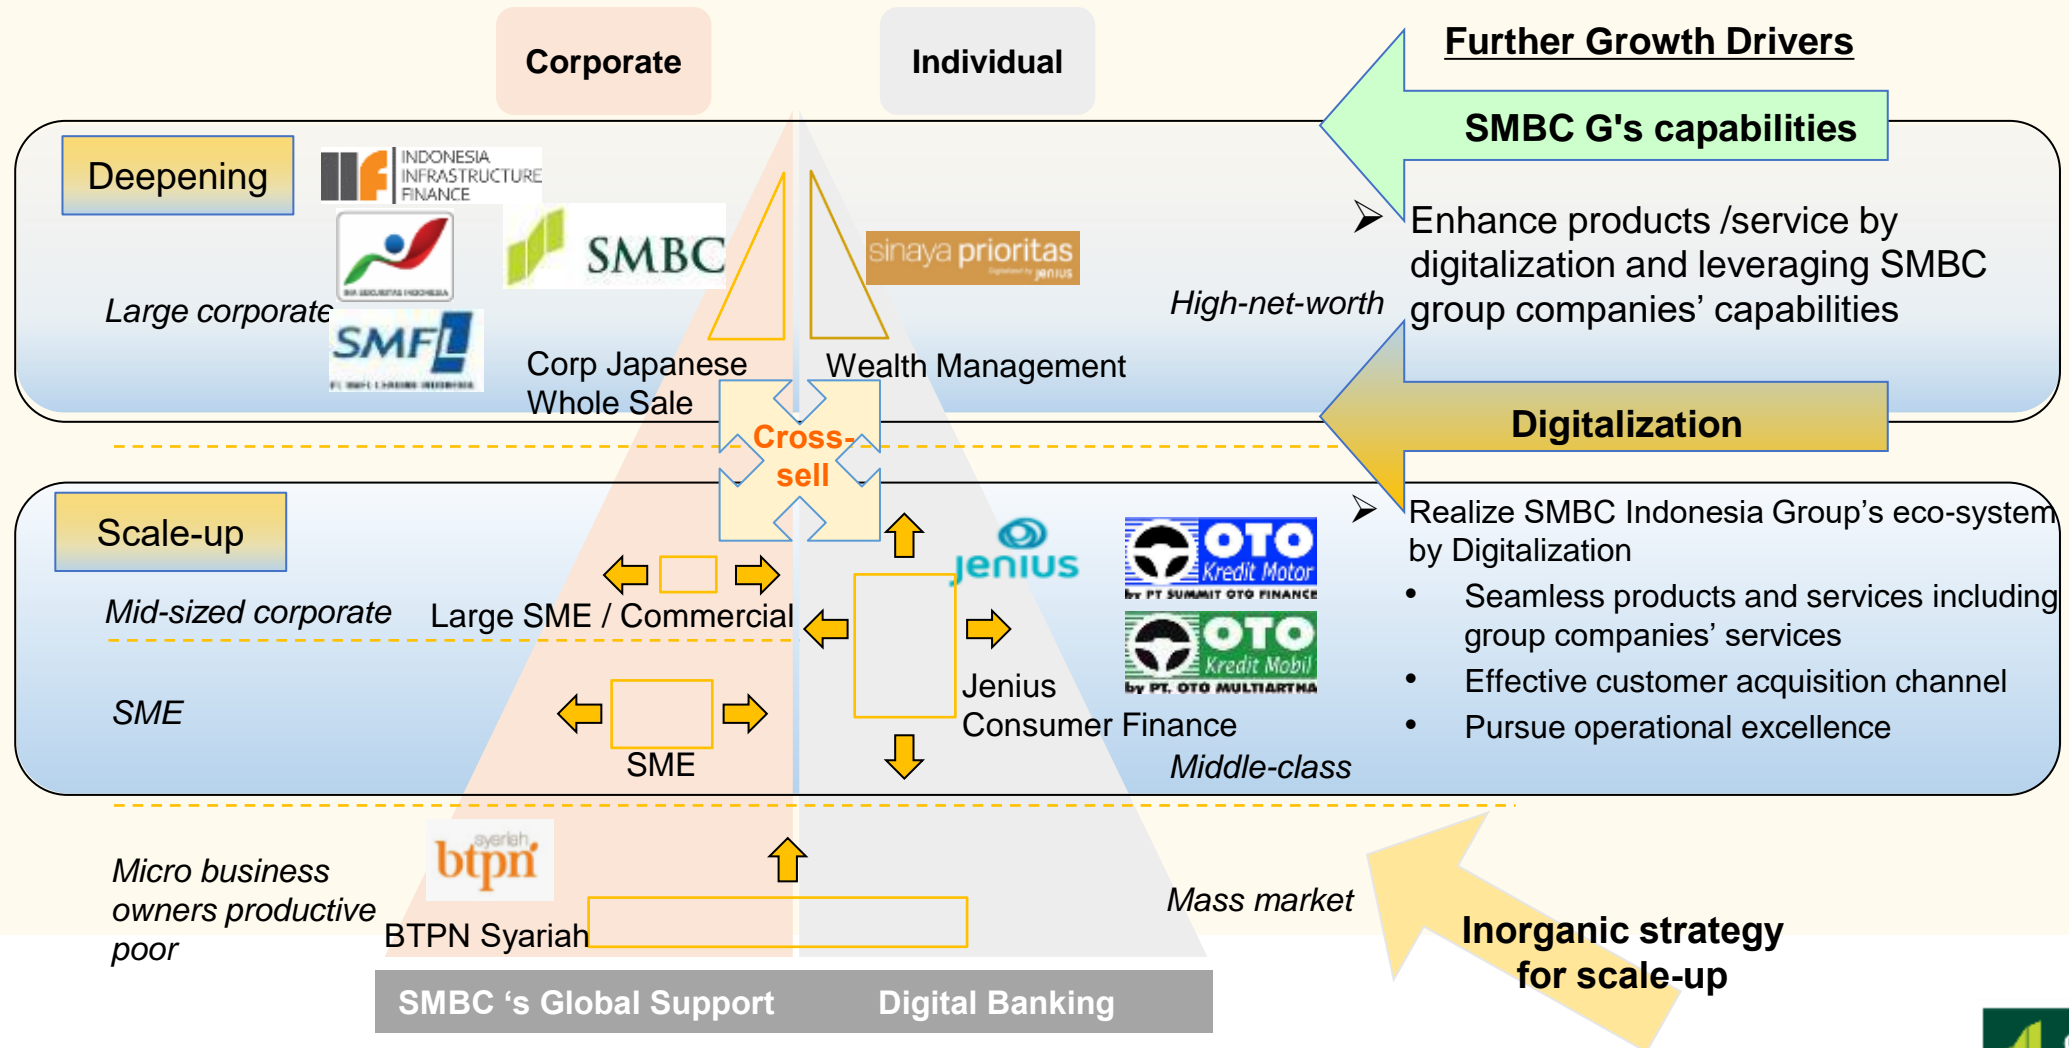 Corporate
Individual
Further Growth Drivers
SMBC G's capabilities
Deepening
INDONESIA
INFRASTRUCTURE
FINANCE
SMBC
sinaya prioritas
jenius
SMFL
Large corporate
High-net-worth
Enhance products /service by
digitalization and leveraging SMBC
group companies’ capabilities
Corp Japanese
Whole Sale
Wealth Management
Cross-
sell
Digitalization
Scale-up
jenius
OTO
Kredit Motor
by PT SUMMIT OTO FINANCE
OTO
Kredit Mobil
by PT. OTO MULTIARTHA
Realize SMBC Indonesia Group’s eco-system
by Digitalization
• Seamless products and services including
group companies’ services
• Effective customer acquisition channel
• Pursue operational excellence
Mid-sized corporate
Large SME / Commercial
SME
SME
Jenius
Consumer Finance
Middle-class
syariah
btpn
Micro business
owners productive
poor
BTPN Syariah
Mass market
Inorganic strategy
for scale-up
SMBC ‘s Global Support
Digital Banking